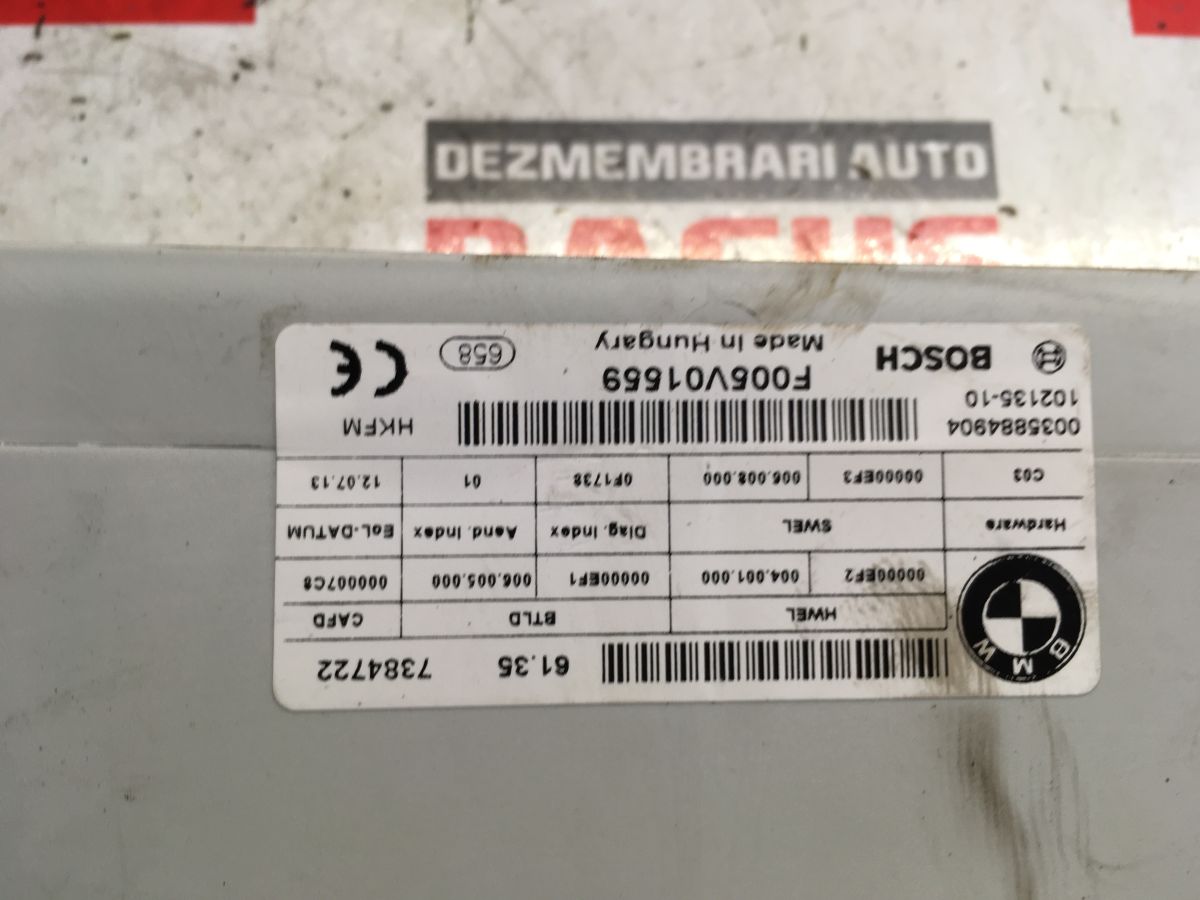 DEZMEMBRARI AUTO
BMW 61.35 7384722
HWEL BTLD CAFD
00000EF2 004.001.000 00000EF1 006.005.000 000007C8
Hardware SWEL Diag. Index Aend. Index EoL-DATUM
C03 00000EF3 006.008.000 0F1738 01 12.07.13
0035884904 HKFM
102135-10 F005V01559
BOSCH Made in Hungary 658 CE